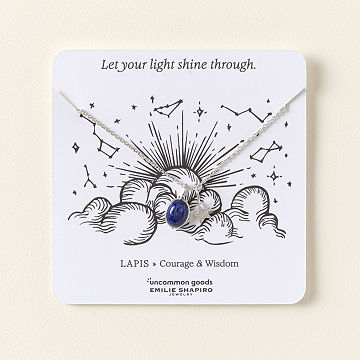 Let your light shine through.
LAPIS » Courage & Wisdom
uncommon goods
EMILIE SHAPIRO
JEWELRY